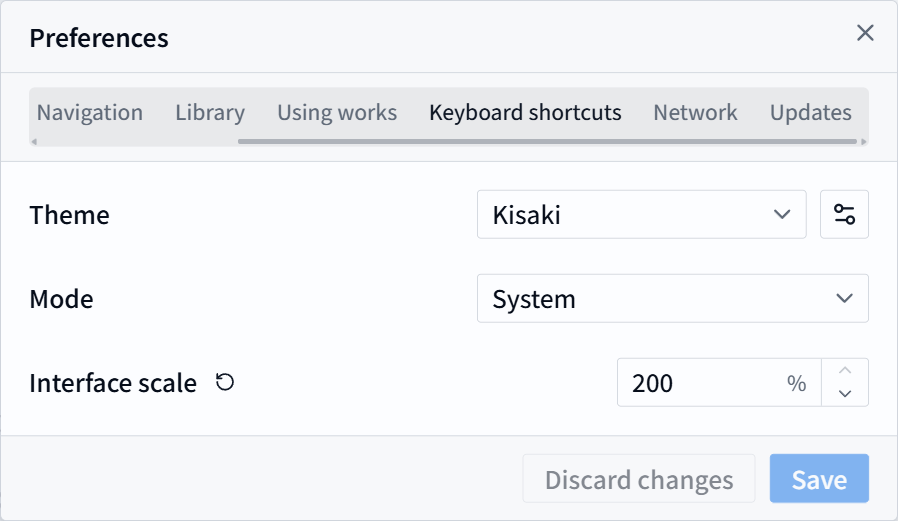 Preferences
Navigation Library Using works Keyboard shortcuts Network Updates
Theme Kisaki
Mode System
Interface scale 200 %
Discard changes Save